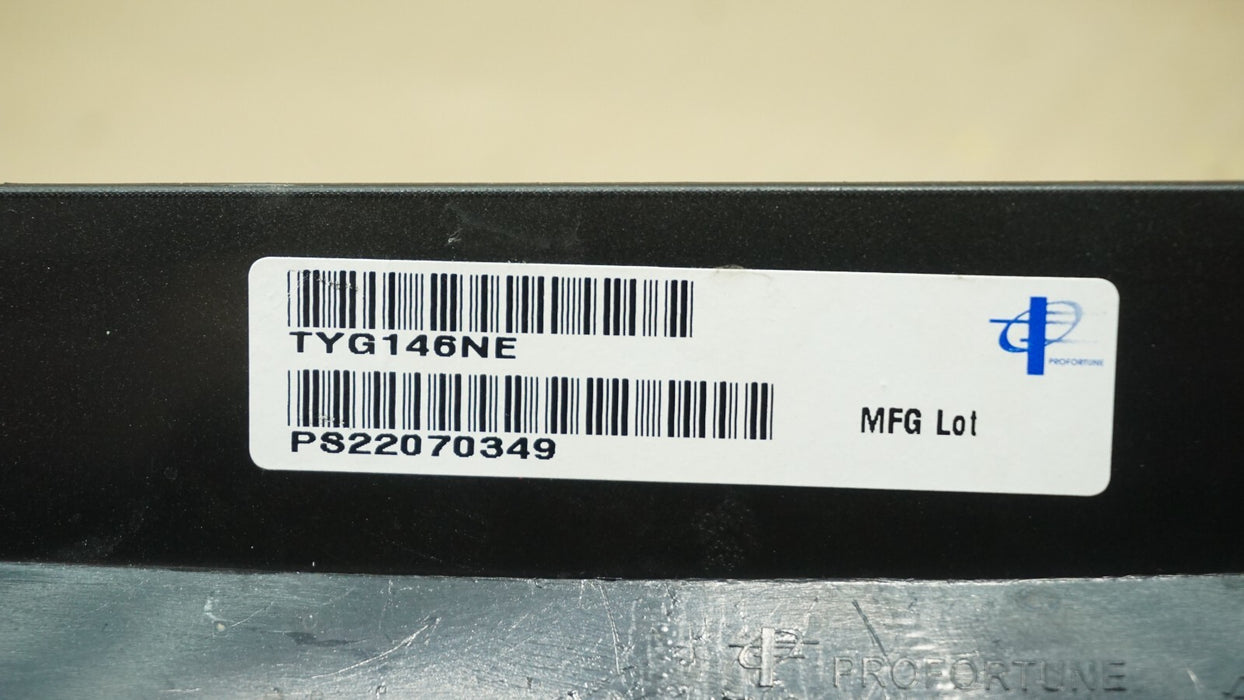 TYG146NE
PS22070349
MFG Lot
PROFORTUNE
PROFORTUNE